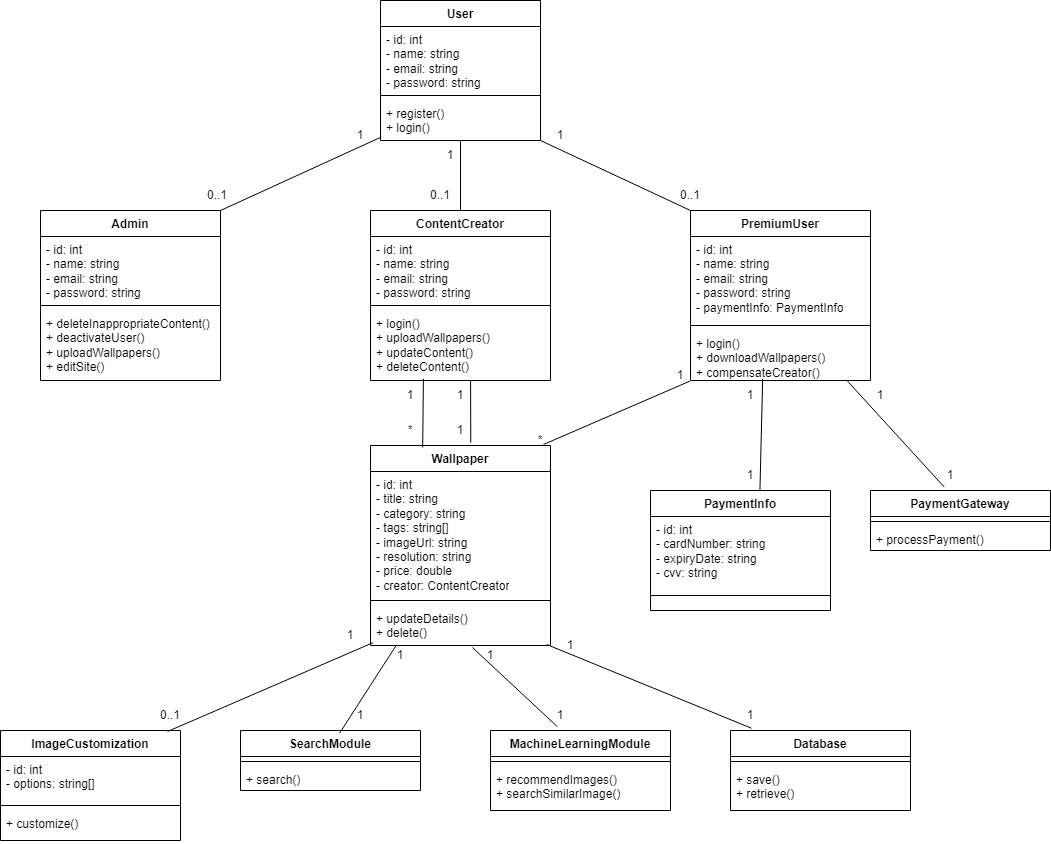 User
- id: int
- name: string
- email: string
- password: string
+ register()
+ login()
1
1
1
0..1
0..1
0..1
Admin
- id: int
- name: string
- email: string
- password: string
+ deleteInappropriateContent()
+ deactivateUser()
+ uploadWallpapers()
+ editSite()
ContentCreator
- id: int
- name: string
- email: string
- password: string
+ login()
+ uploadWallpapers()
+ updateContent()
+ deleteContent()
PremiumUser
- id: int
- name: string
- email: string
- password: string
- paymentInfo: PaymentInfo
+ login()
+ downloadWallpapers()
+ compensateCreator()
1
1
1
1
1
*
1
*
1
1
Wallpaper
- id: int
- title: string
- category: string
- tags: string[]
- imageUrl: string
- resolution: string
- price: double
- creator: ContentCreator
+ updateDetails()
+ delete()
PaymentInfo
- id: int
- cardNumber: string
- expiryDate: string
- cvv: string
PaymentGateway
+ processPayment()
1
1
1
1
0..1
1
1
1
ImageCustomization
- id: int
- options: string[]
+ customize()
SearchModule
+ search()
MachineLearningModule
+ recommendImages()
+ searchSimilarImage()
Database
+ save()
+ retrieve()